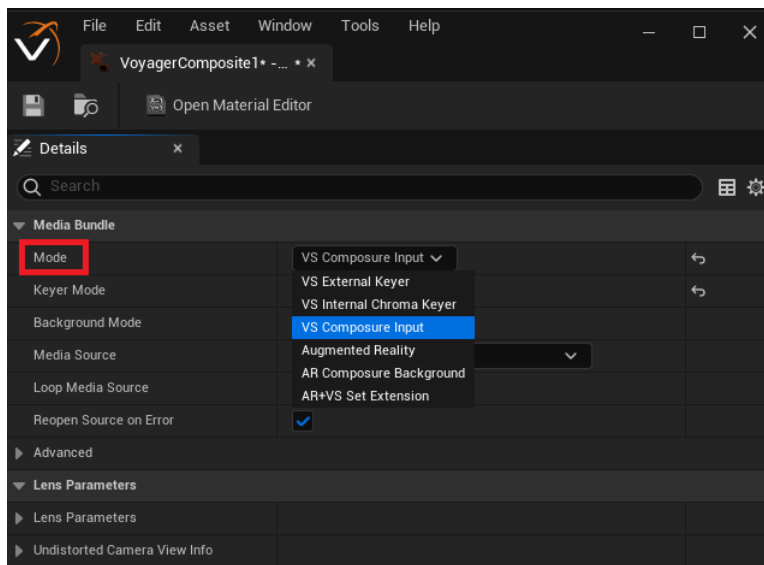 File Edit Asset Window Tools Help
VoyagerComposite1* -... * ×
Open Material Editor
Details ×
Search
Media Bundle
Mode VS Composure Input
Keyer Mode VS External Keyer
VS Internal Chroma Keyer
Background Mode VS Composure Input
Media Source Augmented Reality
Loop Media Source AR Composure Background
AR+VS Set Extension
Reopen Source on Error
Advanced
Lens Parameters
Lens Parameters
Undistorted Camera View Info